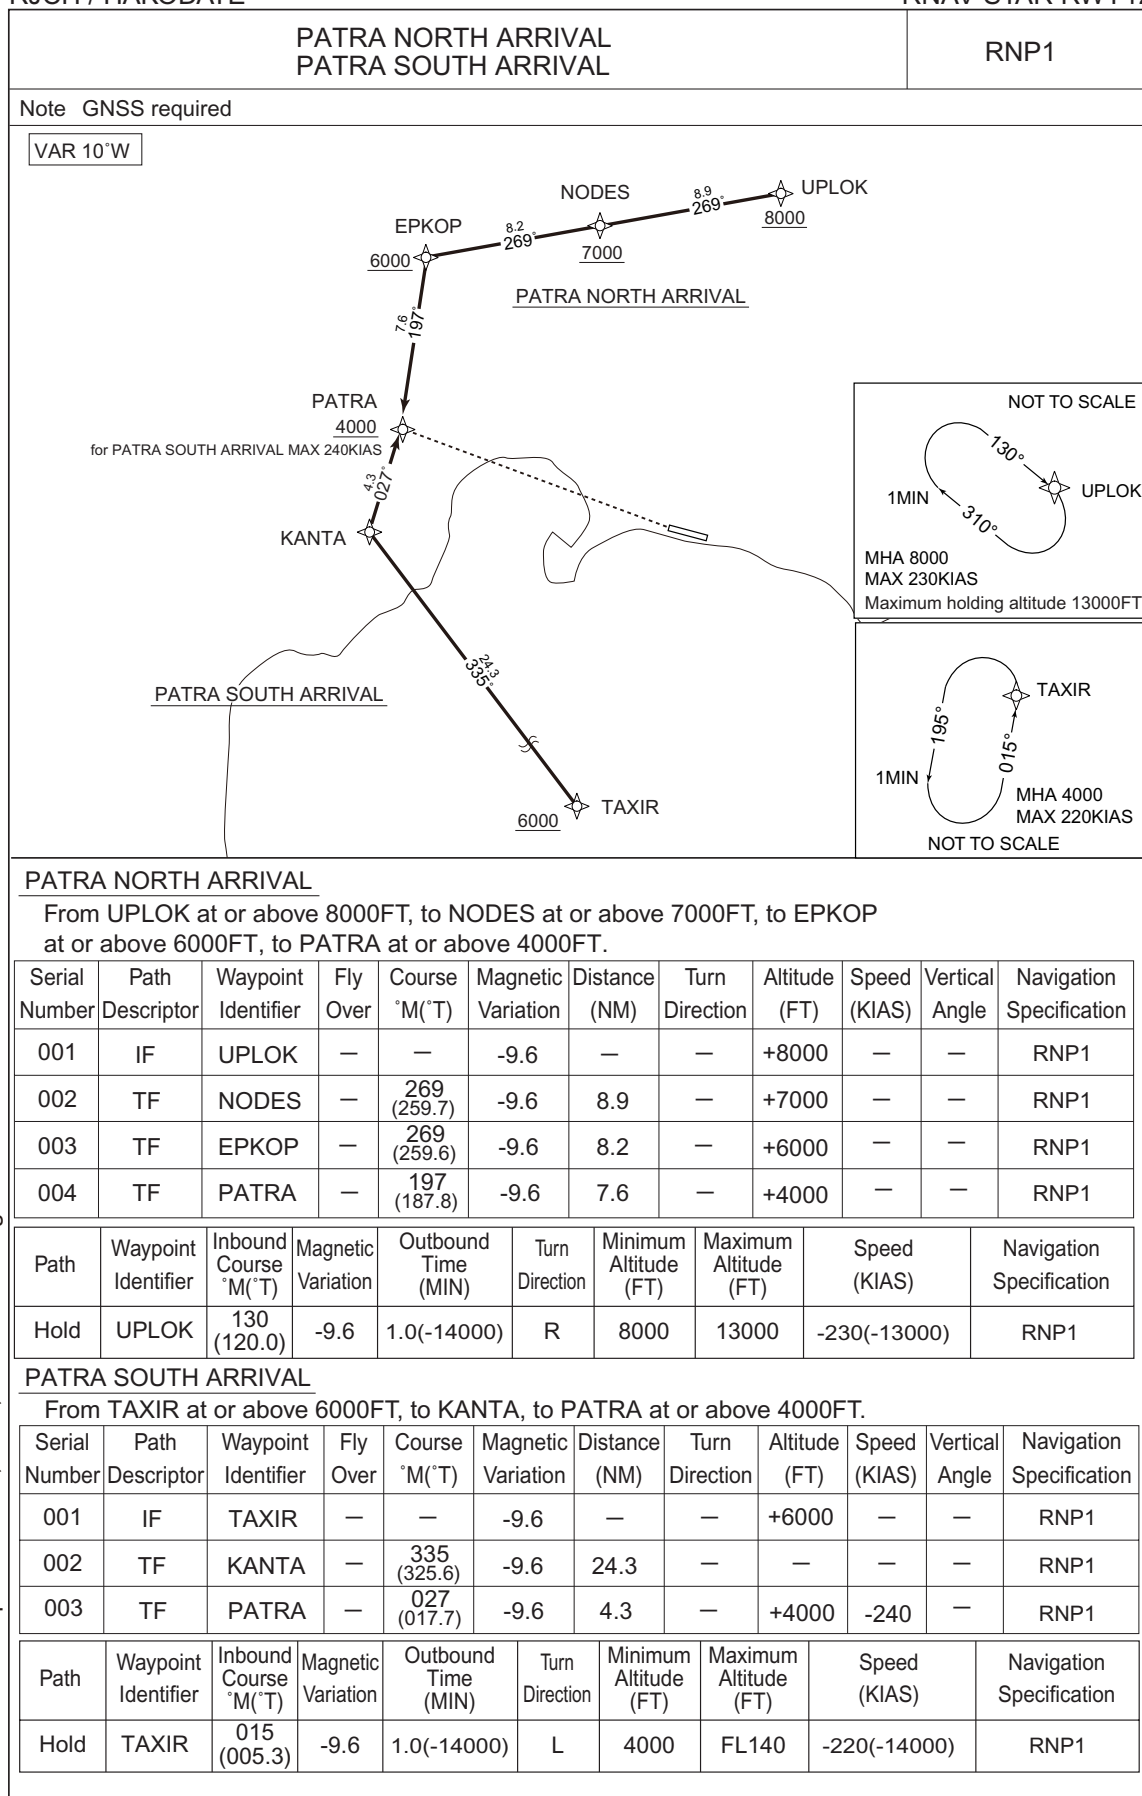 PATRA NORTH ARRIVAL
PATRA SOUTH ARRIVAL
RNP1
Note GNSS required
VAR 10°W
NODES
8.9
269°
UPLOK
8000
EPKOP
8.2
269°
7000
6000
PATRA NORTH ARRIVAL
7.6
197°
PATRA
4000
for PATRA SOUTH ARRIVAL MAX 240KIAS
4.3
027°
KANTA
24.3
335°
PATRA SOUTH ARRIVAL
TAXIR
6000
NOT TO SCALE
130°
UPLOK
1MIN
310°
MHA 8000
MAX 230KIAS
Maximum holding altitude 13000FT
TAXIR
195°
015°
1MIN
MHA 4000
MAX 220KIAS
NOT TO SCALE
PATRA NORTH ARRIVAL
From UPLOK at or above 8000FT, to NODES at or above 7000FT, to EPKOP
at or above 6000FT, to PATRA at or above 4000FT.
Serial Path Waypoint Fly Course Magnetic Distance Turn Altitude Speed Vertical Navigation
Number Descriptor Identifier Over °M(°T) Variation (NM) Direction (FT) (KIAS) Angle Specification
001 IF UPLOK — — -9.6 — — +8000 — — RNP1
002 TF NODES — 269 (259.7) -9.6 8.9 — +7000 — — RNP1
003 TF EPKOP — 269 (259.6) -9.6 8.2 — +6000 — — RNP1
004 TF PATRA — 197 (187.8) -9.6 7.6 — +4000 — — RNP1
Path Waypoint Identifier Inbound Course °M(°T) Magnetic Variation Outbound Time (MIN) Turn Direction Minimum Altitude (FT) Maximum Altitude (FT) Speed (KIAS) Navigation Specification
Hold UPLOK 130 (120.0) -9.6 1.0(-14000) R 8000 13000 -230(-13000) RNP1
PATRA SOUTH ARRIVAL
From TAXIR at or above 6000FT, to KANTA, to PATRA at or above 4000FT.
Serial Path Waypoint Fly Course Magnetic Distance Turn Altitude Speed Vertical Navigation
Number Descriptor Identifier Over °M(°T) Variation (NM) Direction (FT) (KIAS) Angle Specification
001 IF TAXIR — — -9.6 — — +6000 — — RNP1
002 TF KANTA — 335 (325.6) -9.6 24.3 — — — — RNP1
003 TF PATRA — 027 (017.7) -9.6 4.3 — +4000 -240 — RNP1
Path Waypoint Identifier Inbound Course °M(°T) Magnetic Variation Outbound Time (MIN) Turn Direction Minimum Altitude (FT) Maximum Altitude (FT) Speed (KIAS) Navigation Specification
Hold TAXIR 015 (005.3) -9.6 1.0(-14000) L 4000 FL140 -220(-14000) RNP1